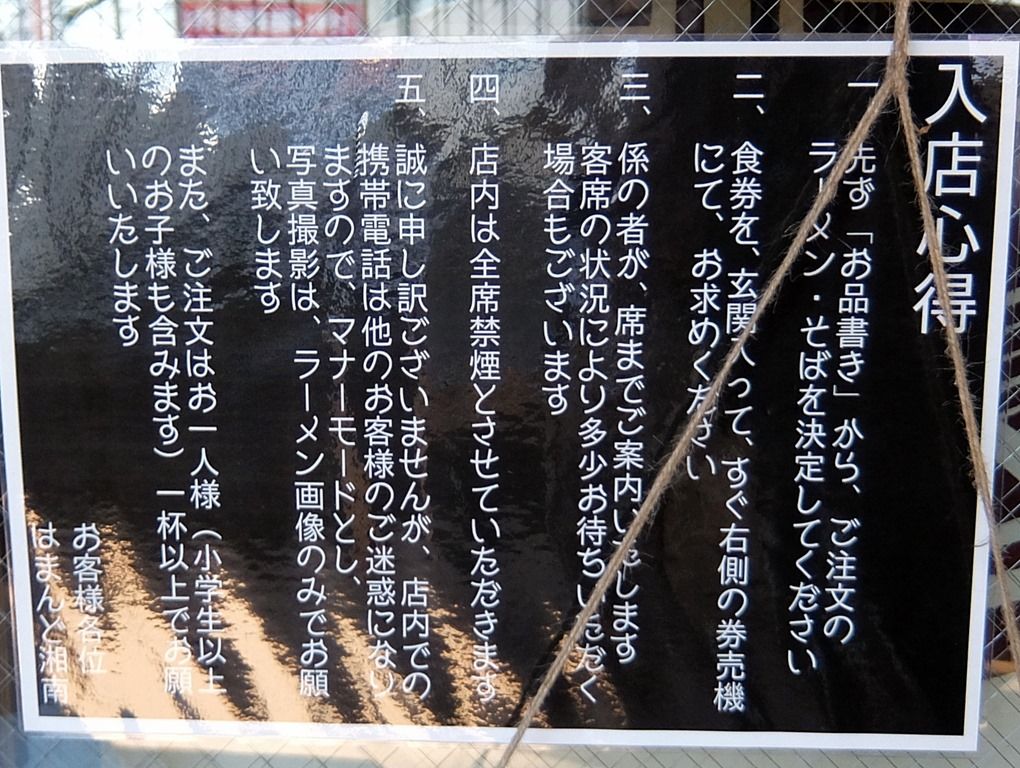 入店心得
一、先ず「お品書き」から、ご注文の
ラーメン・そばを決定してください
二、食券を、玄関入って、すぐ右側の券売機
にて、お求めください
三、係の者が、席までご案内いたします
客席の状況により多少お待ちいただく
場合もございます
四、店内は全席禁煙とさせていただきます
五、誠に申し訳ございませんが、店内での
携帯電話は他のお客様のご迷惑になり
ますので、マナーモードとし、
写真撮影は、ラーメン画像のみでお願
い致します
また、ご注文はお一人様（小学生以上
のお子様も含みます）一杯以上でお願
いいたします
お客様各位
はまんど湘南